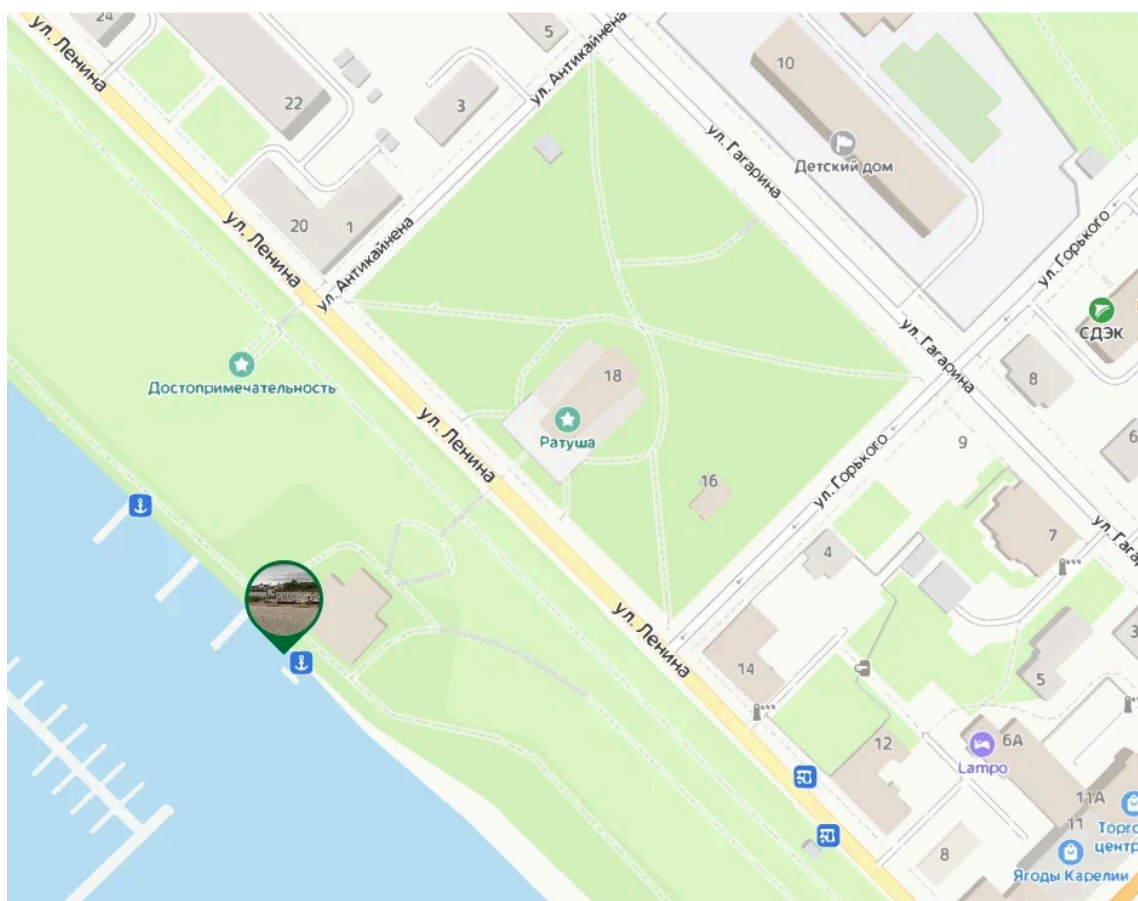 24
ул. Ленина
22
5
ул. Антикайнена
3
10
Детский дом
ул. Гагарина
ул. Горького
СДЭК
20
1
ул. Ленина
ул. Антикайнена
Достопримечательность
18
Ратуша
ул. Ленина
ул. Гагарина
8
6
9
ул. Горького
16
4
7
ул. Гага
ул. Ленина
14
3
5
12
6А
Lampo
11А
11
Торго
центр
8
Ягоды Карелии